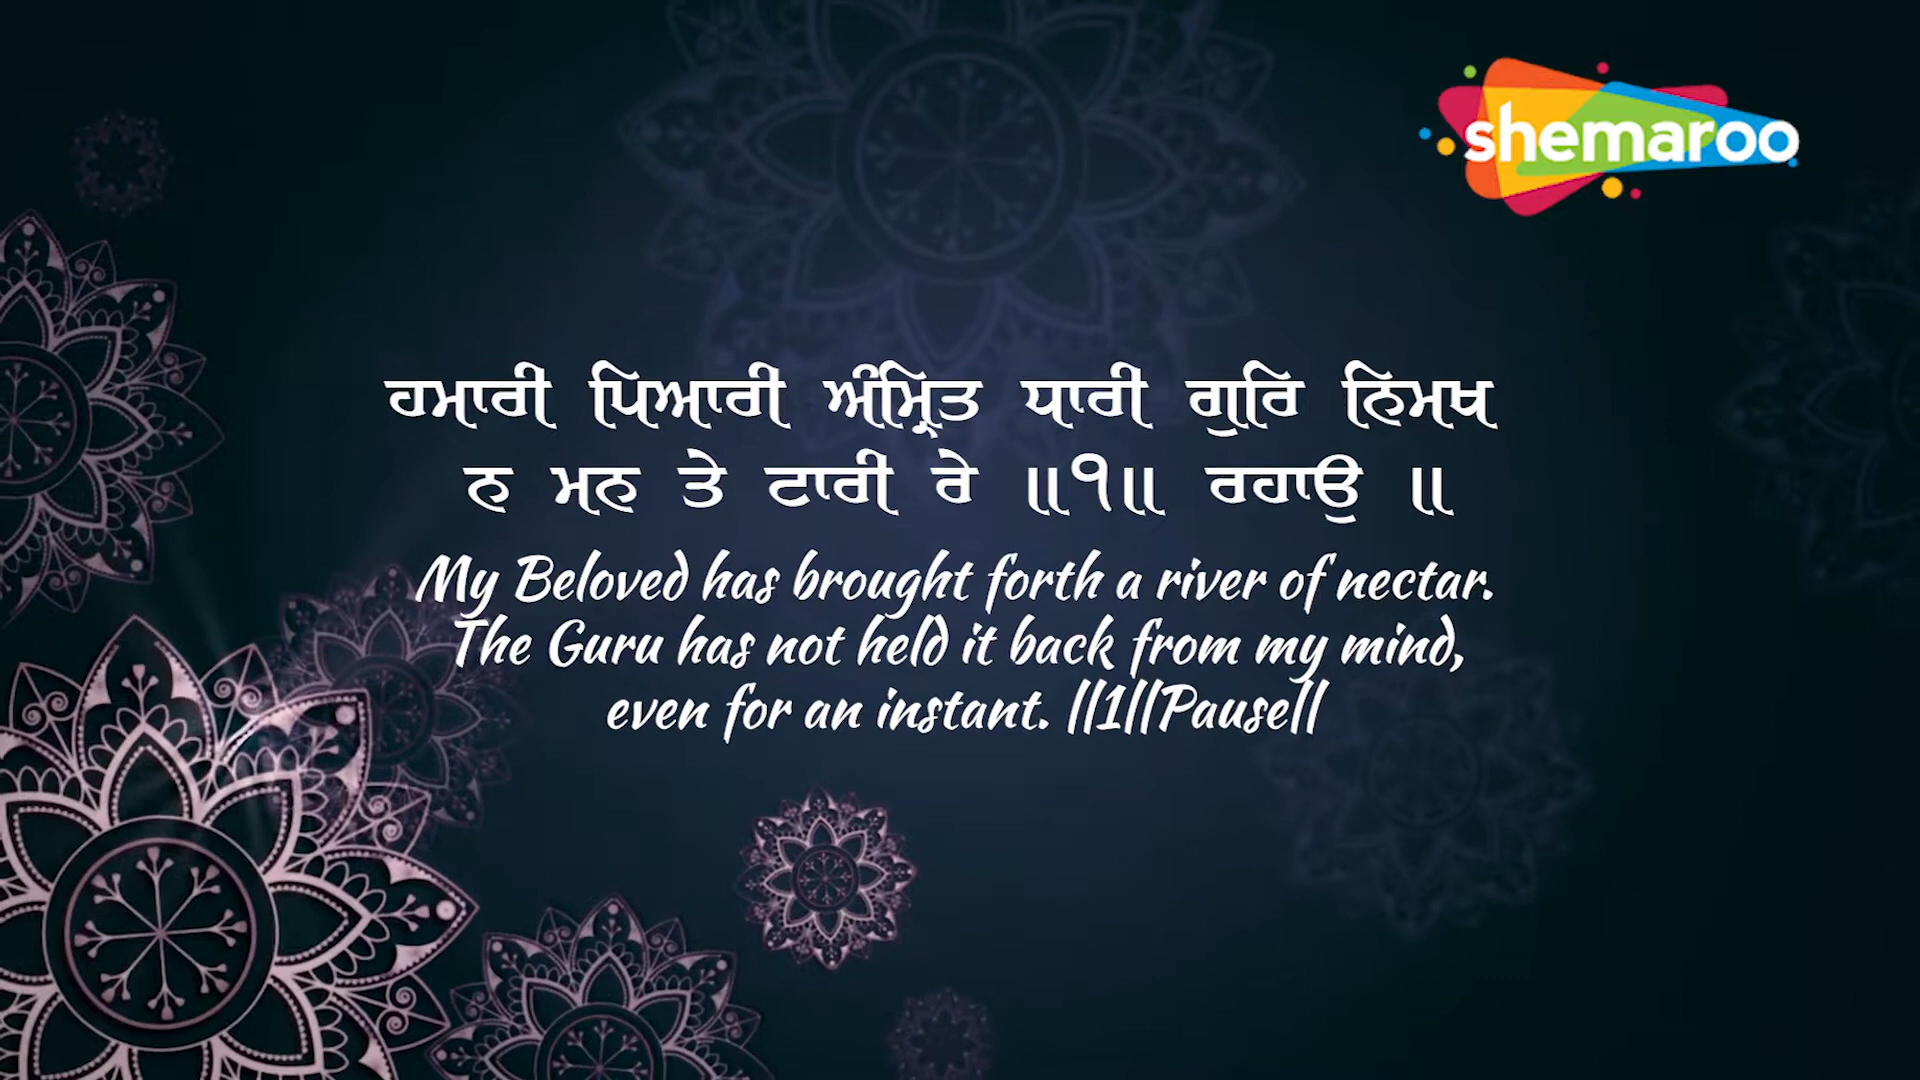 shemaroo
ਹਮਾਰੀ ਪਿਆਰੀ ਅੰਮ੍ਰਿਤ ਧਾਰੀ ਗੁਰਿ ਨਿਮਖ
ਨ ਮਨ ਤੇ ਟਾਰੀ ਰੇ ॥੧॥ ਰਹਾਉ ॥
My Beloved has brought forth a river of nectar.
The Guru has not held it back from my mind,
even for an instant. ||1||Pause||